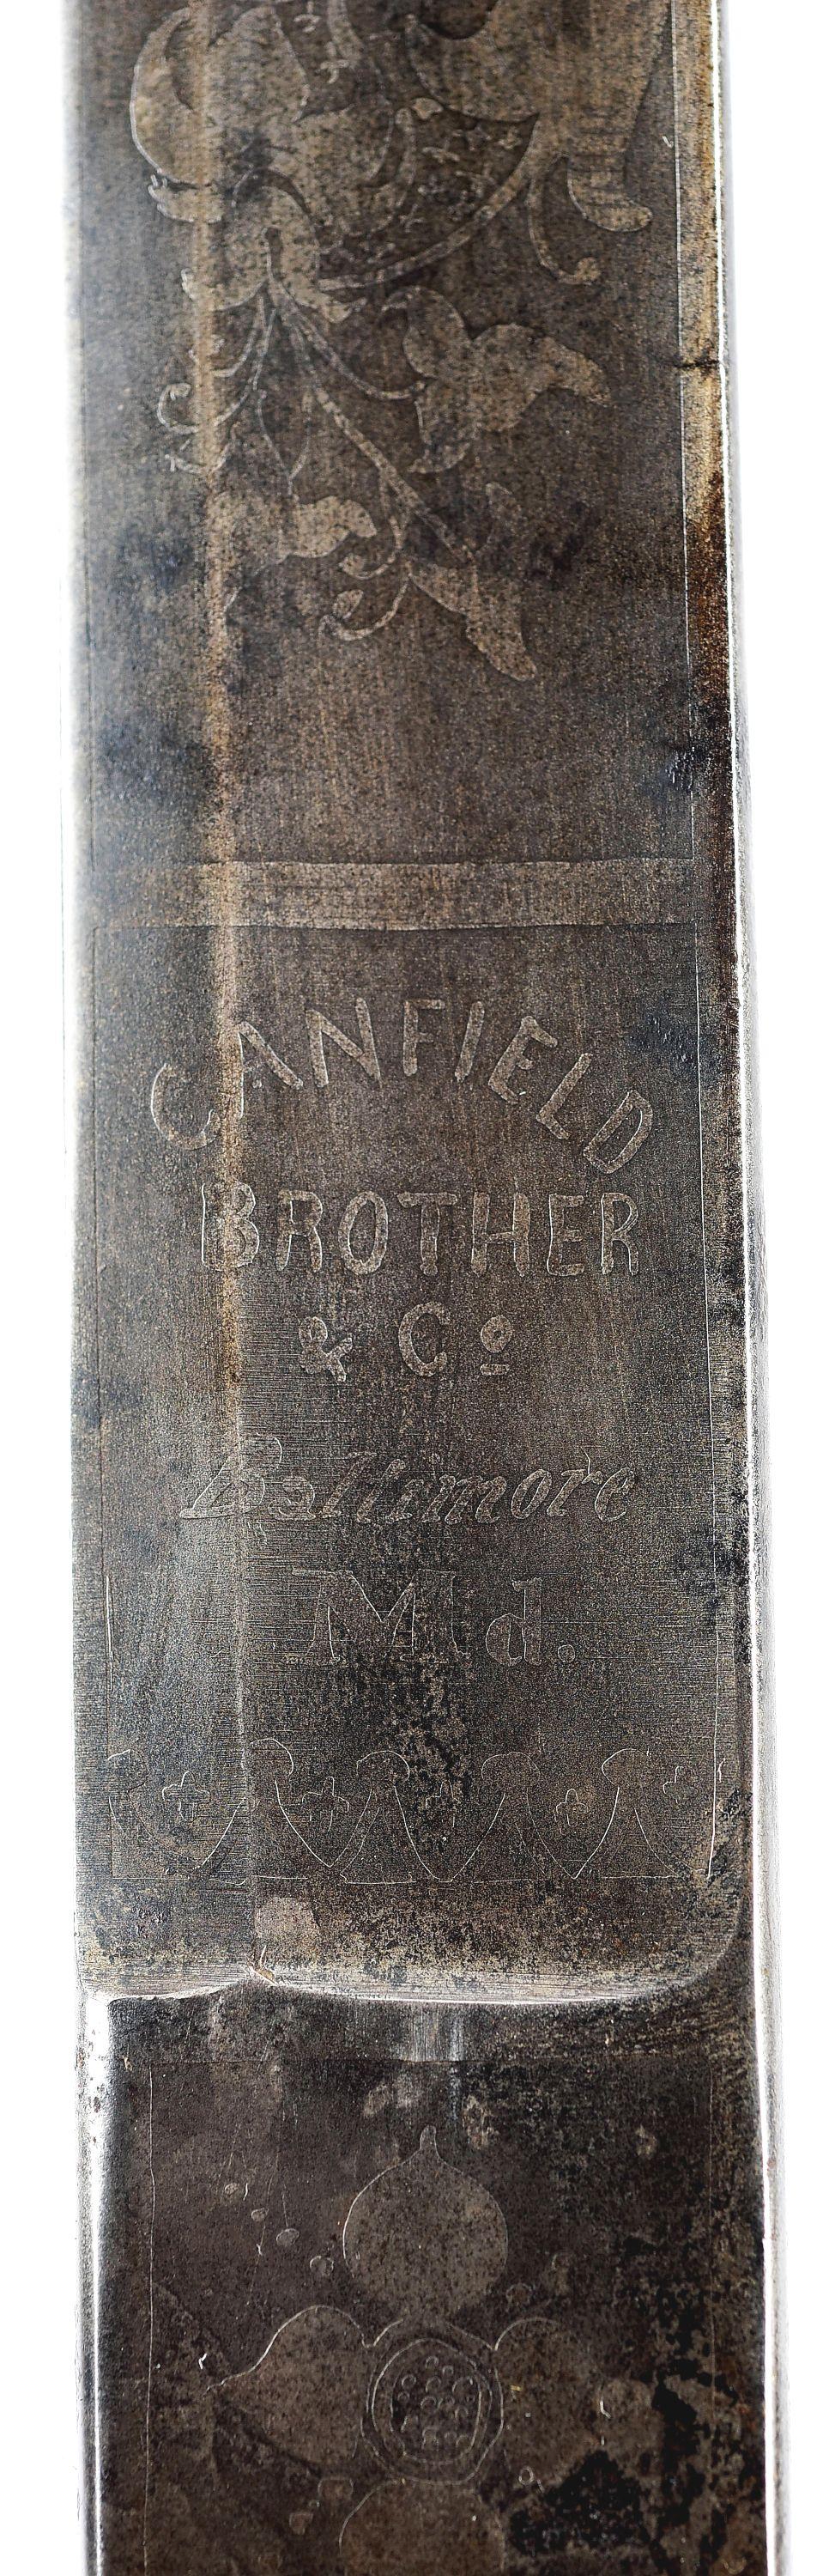 CANFIELD
BROTHER
& Co
Baltimore
Md.